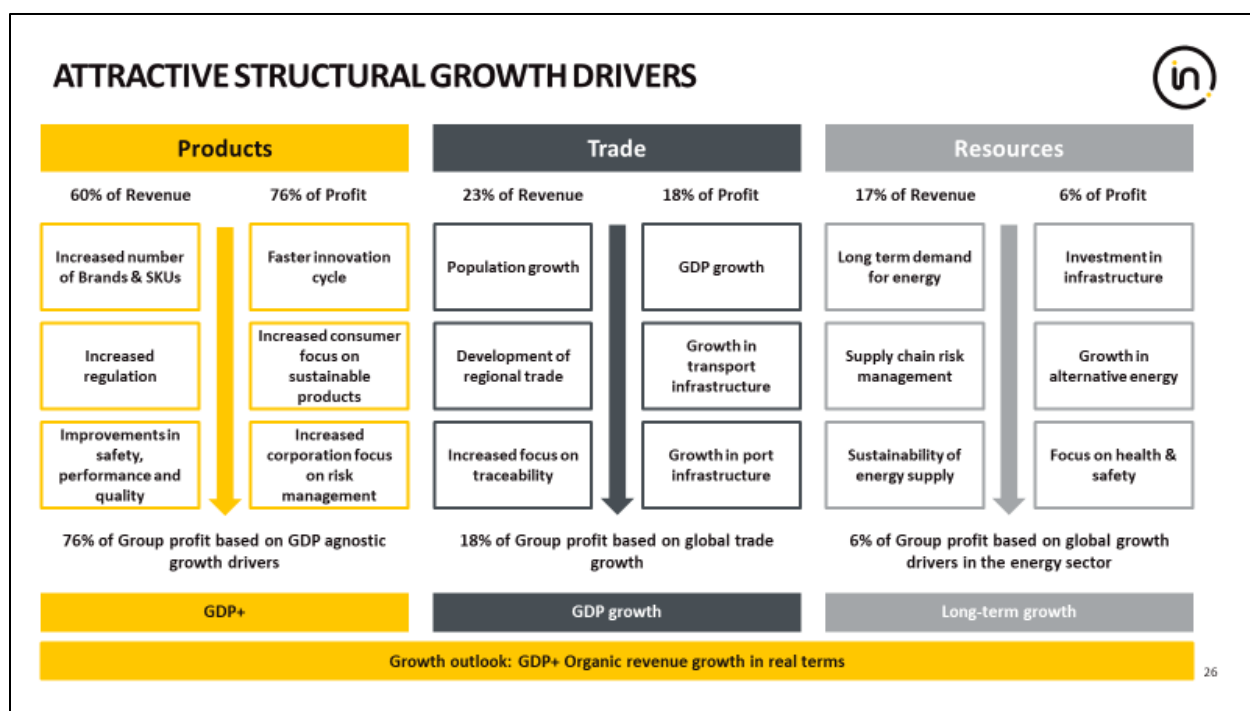 ATTRACTIVE STRUCTURAL GROWTH DRIVERS
in
Products
60% of Revenue
76% of Profit
Increased number
of Brands & SKUs
Faster innovation
cycle
Increased
regulation
Increased consumer
focus on
sustainable
products
Improvements in
safety,
performance and
quality
Increased
corporation focus
on risk
management
76% of Group profit based on GDP agnostic
growth drivers
GDP+
Trade
23% of Revenue
18% of Profit
Population growth
GDP growth
Development of
regional trade
Growth in
transport
infrastructure
Increased focus on
traceability
Growth in port
infrastructure
18% of Group profit based on global trade
growth
GDP growth
Resources
17% of Revenue
6% of Profit
Long term demand
for energy
Investment in
infrastructure
Supply chain risk
management
Growth in
alternative energy
Sustainability of
energy supply
Focus on health &
safety
6% of Group profit based on global growth
drivers in the energy sector
Long-term growth
Growth outlook: GDP+ Organic revenue growth in real terms
26